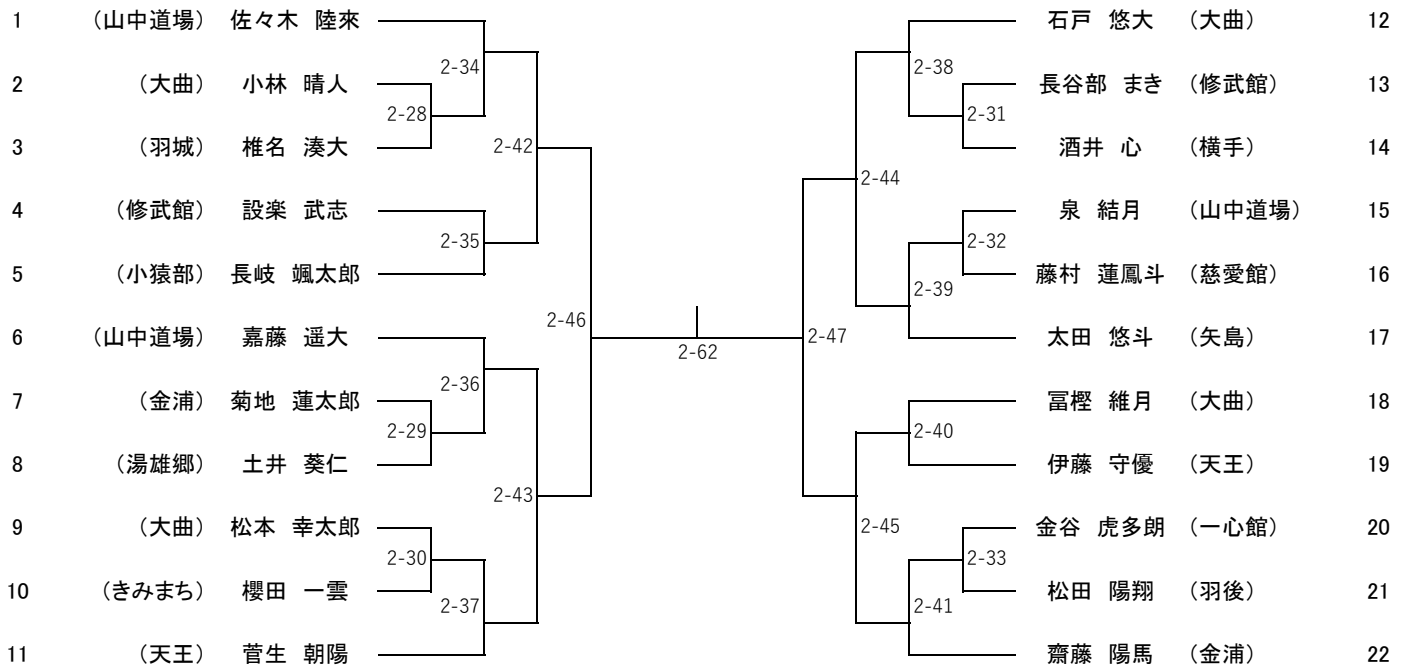 1 （山中道場） 佐々木 陸來 石戸 悠大 （大曲） 12
2-34 2-38
2 （大曲） 小林 晴人 長谷部 まき （修武館） 13
2-28 2-31
3 （羽城） 椎名 湊大 2-42 酒井 心 （横手） 14
2-44
4 （修武館） 設楽 武志 泉 結月 （山中道場） 15
2-35 2-32
5 （小猿部） 長岐 颯太郎 藤村 蓮鳳斗 （慈愛館） 16
2-39
2-46
6 （山中道場） 嘉藤 遥大 2-47 太田 悠斗 （矢島） 17
2-62
2-36
7 （金浦） 菊地 蓮太郎 冨樫 維月 （大曲） 18
2-29 2-40
8 （湯雄郷） 土井 葵仁 伊藤 守優 （天王） 19
2-43
9 （大曲） 松本 幸太郎 2-45 金谷 虎多朗 （一心館） 20
2-30 2-33
10 （きみまち） 櫻田 一雲 松田 陽翔 （羽後） 21
2-37 2-41
11 （天王） 菅生 朝陽 齋藤 陽馬 （金浦） 22